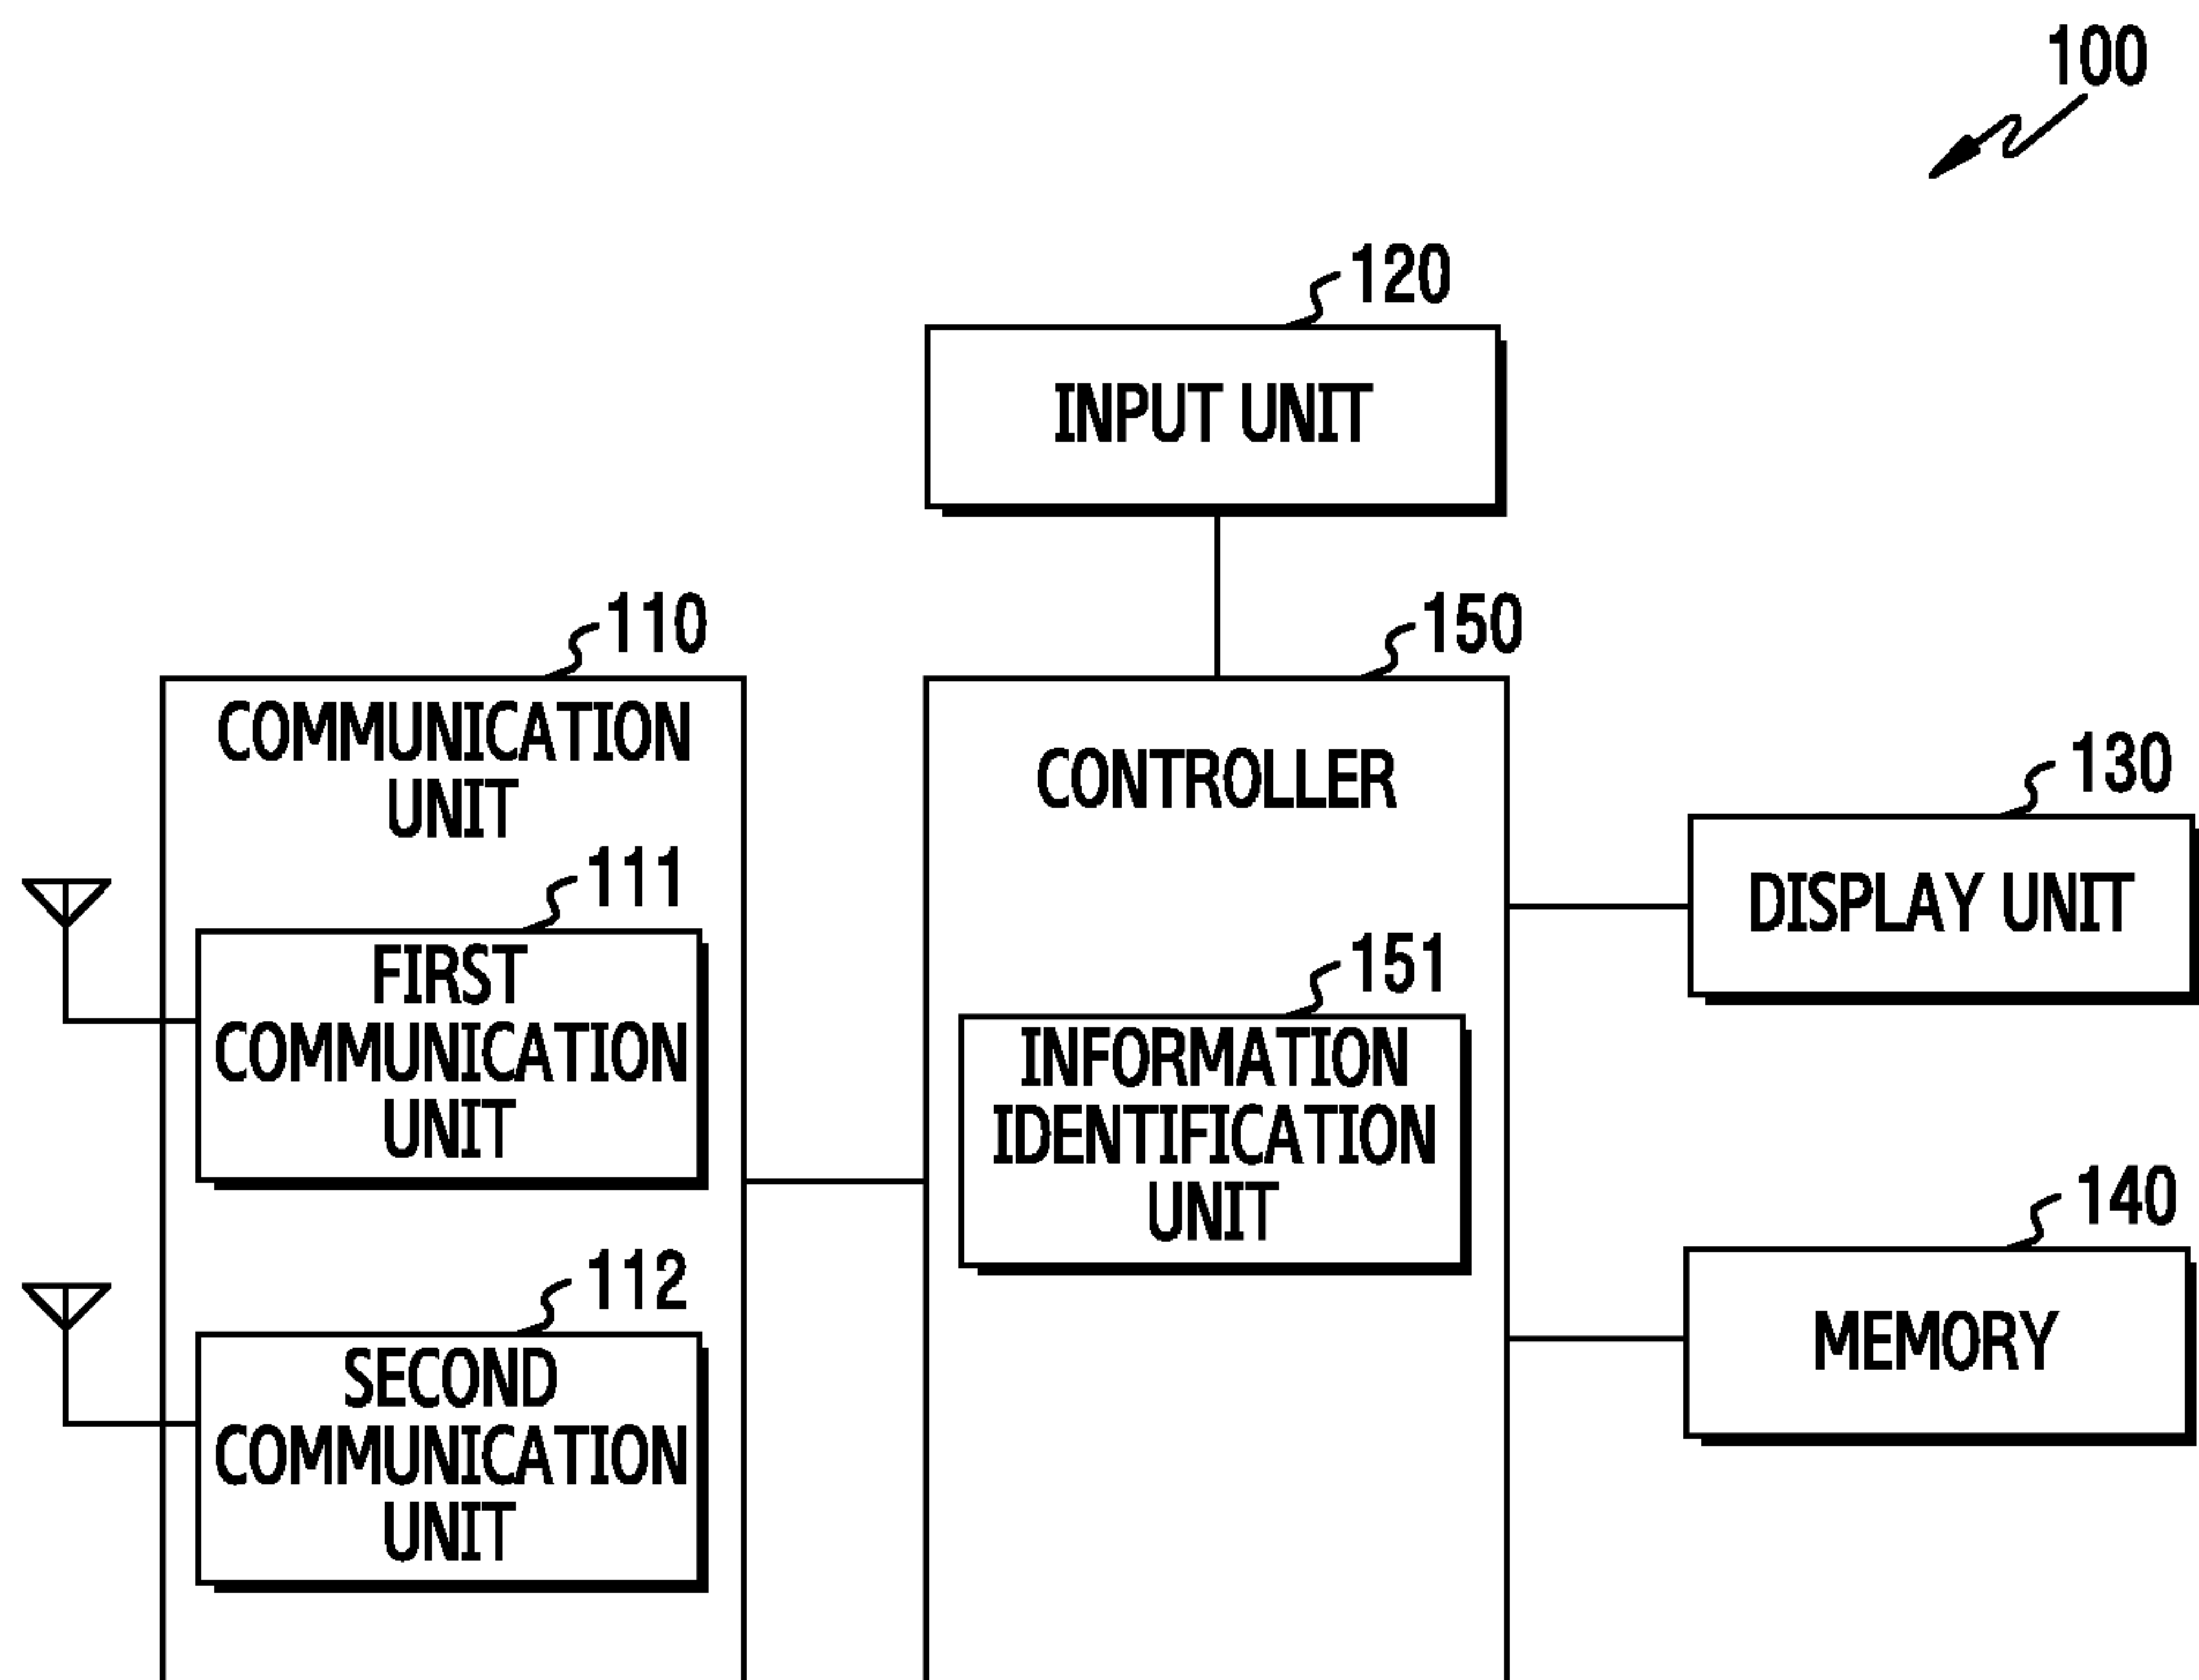 100
120
INPUT UNIT
110
COMMUNICATION
UNIT
111
FIRST
COMMUNICATION
UNIT
112
SECOND
COMMUNICATION
UNIT
150
CONTROLLER
151
INFORMATION
IDENTIFICATION
UNIT
130
DISPLAY UNIT
140
MEMORY